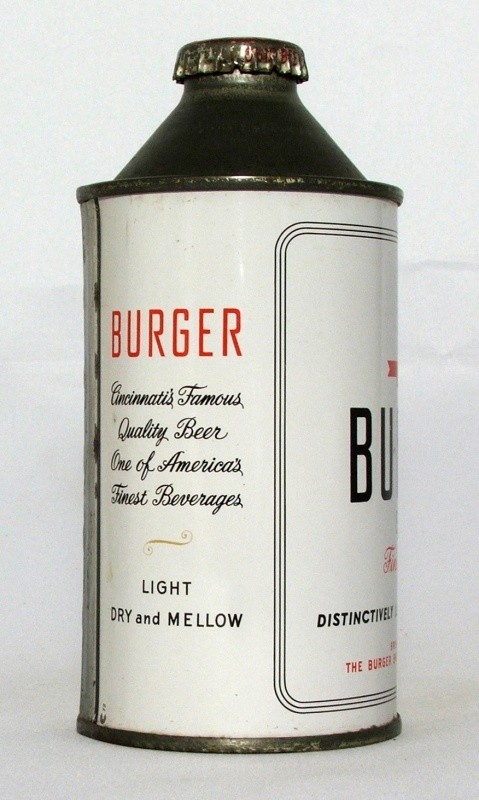 BURGER
Cincinnati's Famous
Quality Beer
One of America's
Finest Beverages
LIGHT
DRY and MELLOW
BU
DISTINCTIVELY
THE BURGER